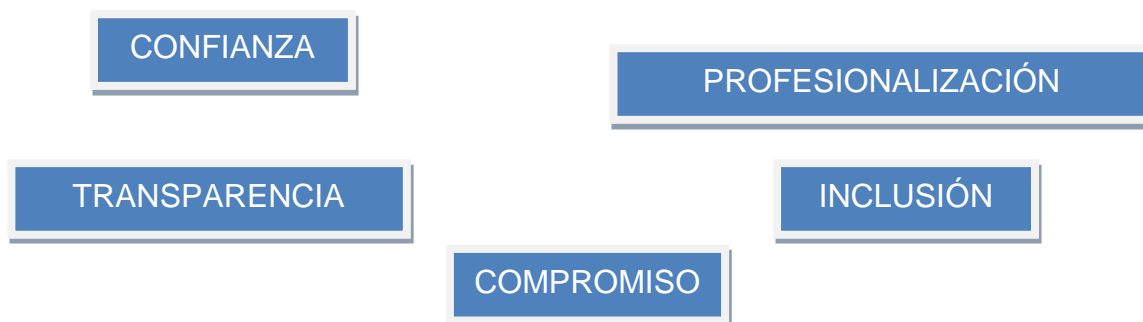 CONFIANZA
PROFESIONALIZACIÓN
TRANSPARENCIA
INCLUSIÓN
COMPROMISO